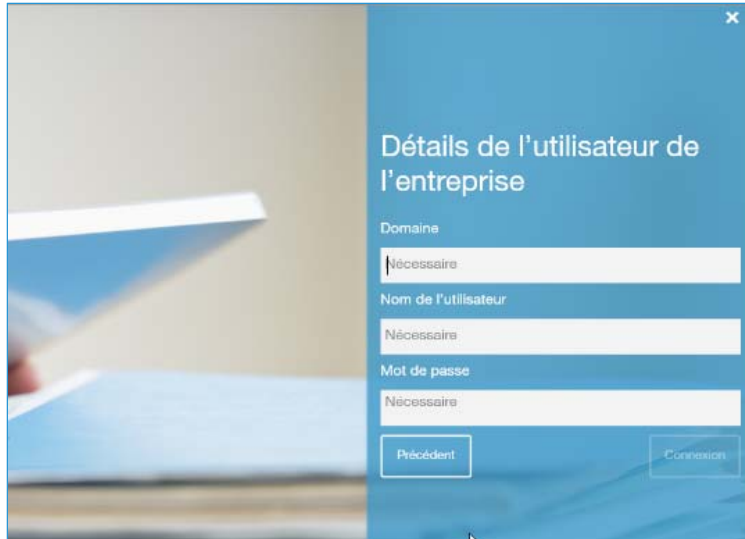 Détails de l'utilisateur de
l'entreprise
Domaine
Nécessaire
Nom de l'utilisateur
Nécessaire
Mot de passe
Nécessaire
Précédent
Connexion